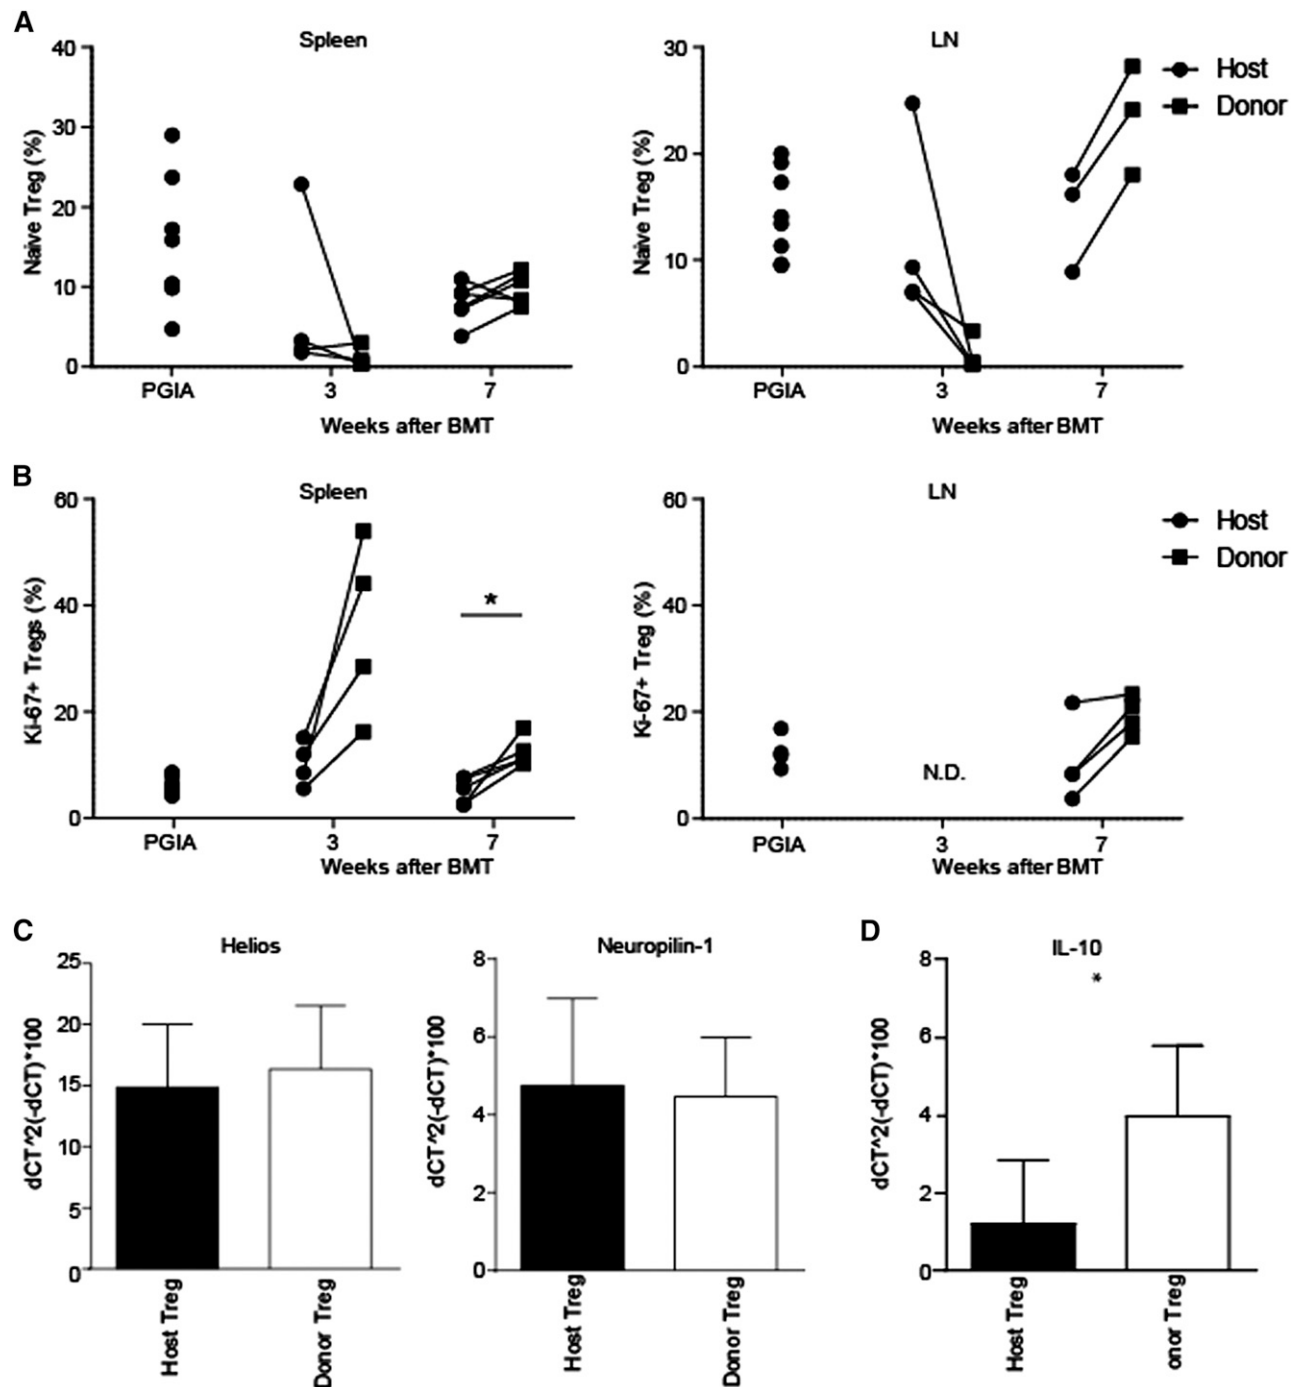 A
Spleen
LN
40
30
20
10
0
Naive Treg (%)
PGIA
3
7
Weeks after BMT
30
20
10
0
Naive Treg (%)
PGIA
3
7
Weeks after BMT
Host
Donor
B
Spleen
LN
60
40
20
0
Ki-67+ Tregs (%)
*
PGIA
3
7
Weeks after BMT
60
40
20
0
Ki-67+ Treg (%)
N.D.
PGIA
3
7
Weeks after BMT
Host
Donor
C
Helios
25
20
15
10
5
0
dCT^2(-dCT)*100
Host Treg
Donor Treg
Neuropilin-1
8
6
4
2
0
dCT^2(-dCT)*100
Host Treg
Donor Treg
D
IL-10
*
8
6
4
2
0
dCT^2(-dCT)*100
Host Treg
onor Treg